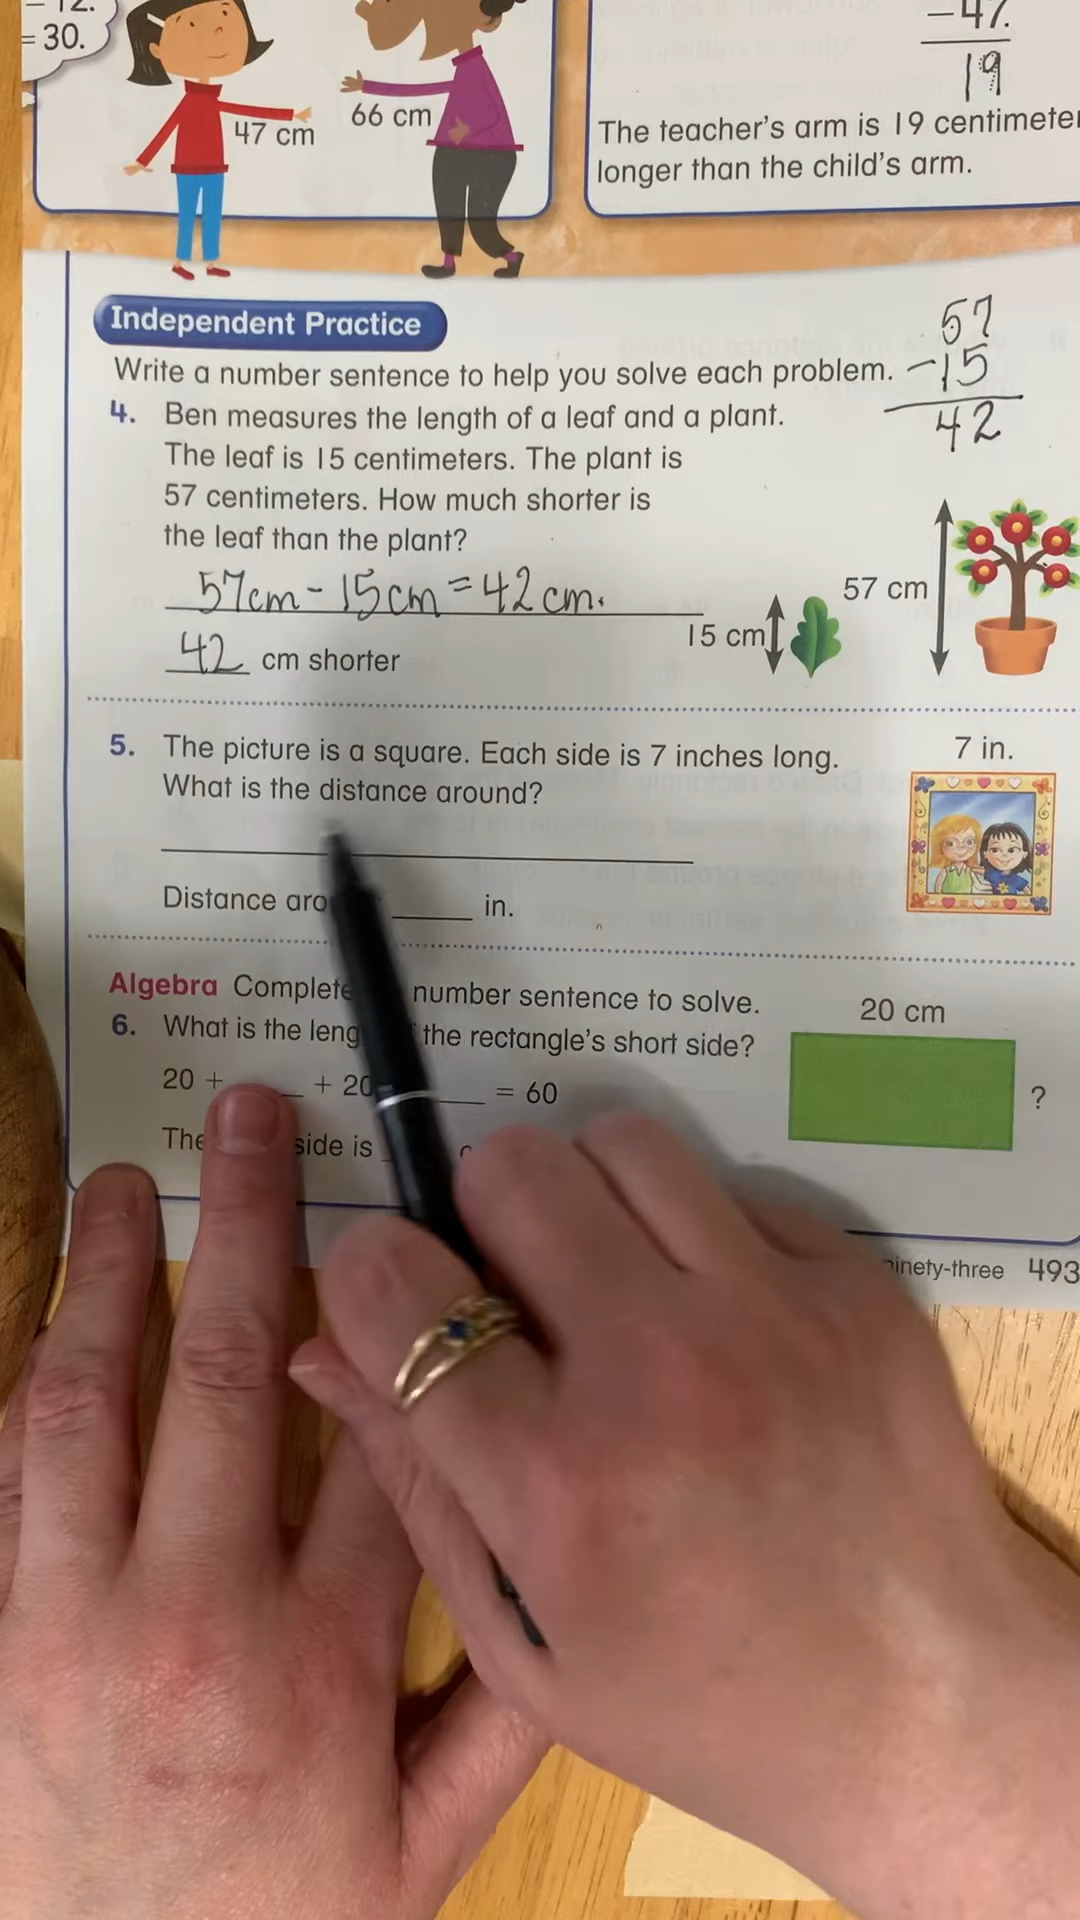 = 30.
47 cm
66 cm
- 47.
19
The teacher's arm is 19 centimeter
longer than the child's arm.
Independent Practice
57
Write a number sentence to help you solve each problem. -15
42
4. Ben measures the length of a leaf and a plant.
The leaf is 15 centimeters. The plant is
57 centimeters. How much shorter is
the leaf than the plant?
57cm - 15cm = 42 cm.
57 cm
15 cm
42 cm shorter
5. The picture is a square. Each side is 7 inches long.
What is the distance around?
7 in.
Distance aro ____ in.
Algebra Complete number sentence to solve.
6. What is the leng the rectangle's short side?
20 cm
20 + __ + 20 ___ = 60
?
The side is
ninety-three 493